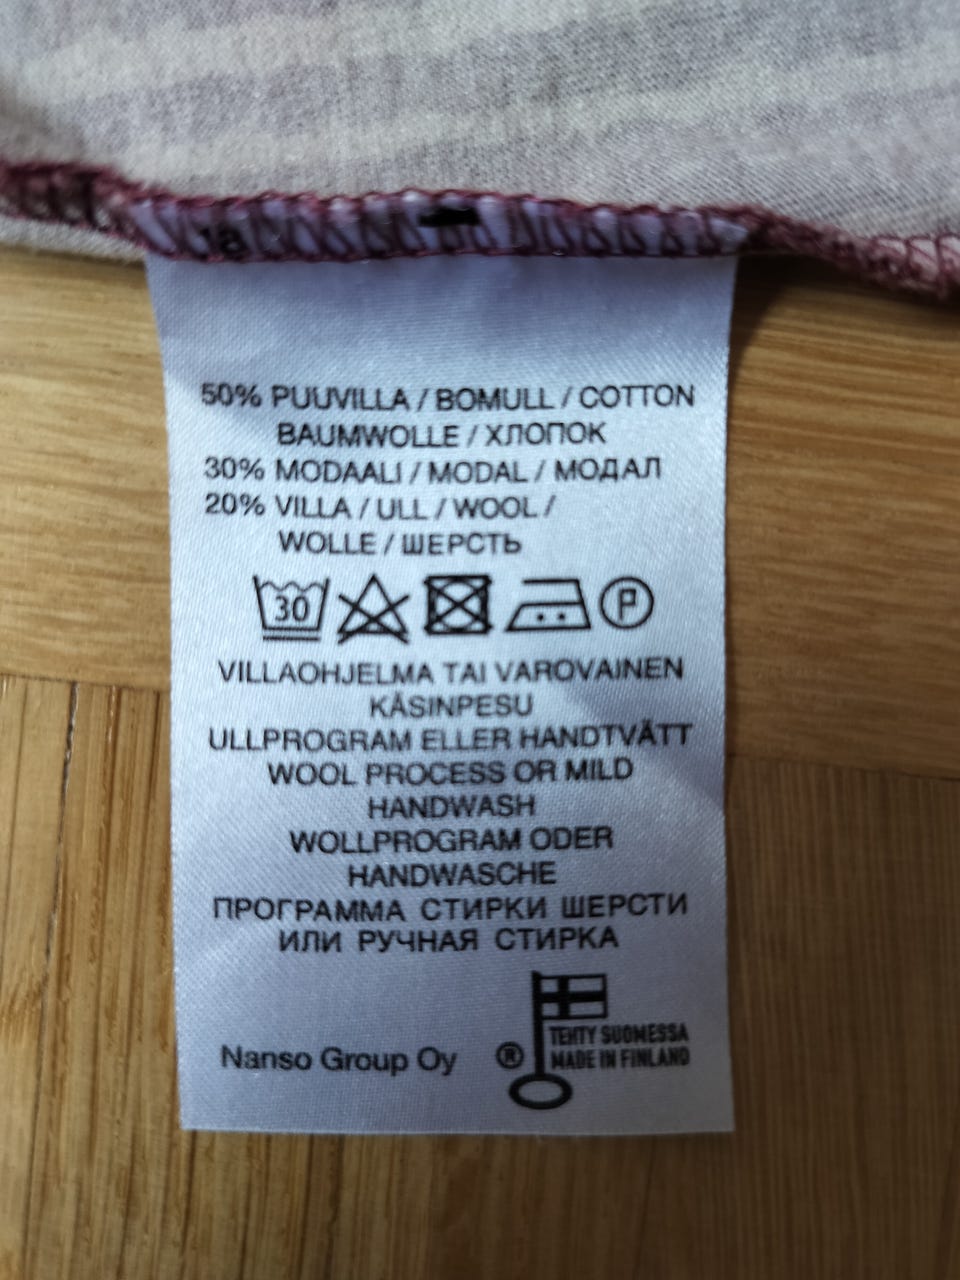 50% PUUVILLA / BOMULL / COTTON
BAUMWOLLE / ХЛОПОК
30% MODAALI / MODAL / МОДАЛ
20% VILLA / ULL / WOOL /
WOLLE / ШЕРСТЬ
30 P
VILLAOHJELMA TAI VAROVAINEN
KÄSINPESU
ULLPROGRAM ELLER HANDTVÄTT
WOOL PROCESS OR MILD
HANDWASH
WOLLPROGRAM ODER
HANDWASCHE
ПРОГРАММА СТИРКИ ШЕРСТИ
ИЛИ РУЧНАЯ СТИРКА
TEHTY SUOMESSA
Nanso Group Oy ® MADE IN FINLAND